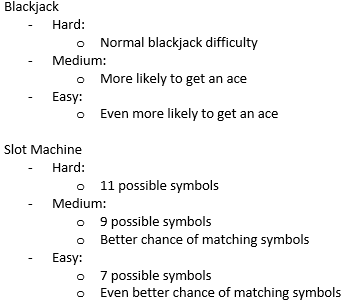 Blackjack
- Hard:
o Normal blackjack difficulty
- Medium:
o More likely to get an ace
- Easy:
o Even more likely to get an ace
Slot Machine
- Hard:
o 11 possible symbols
- Medium:
o 9 possible symbols
o Better chance of matching symbols
- Easy:
o 7 possible symbols
o Even better chance of matching symbols